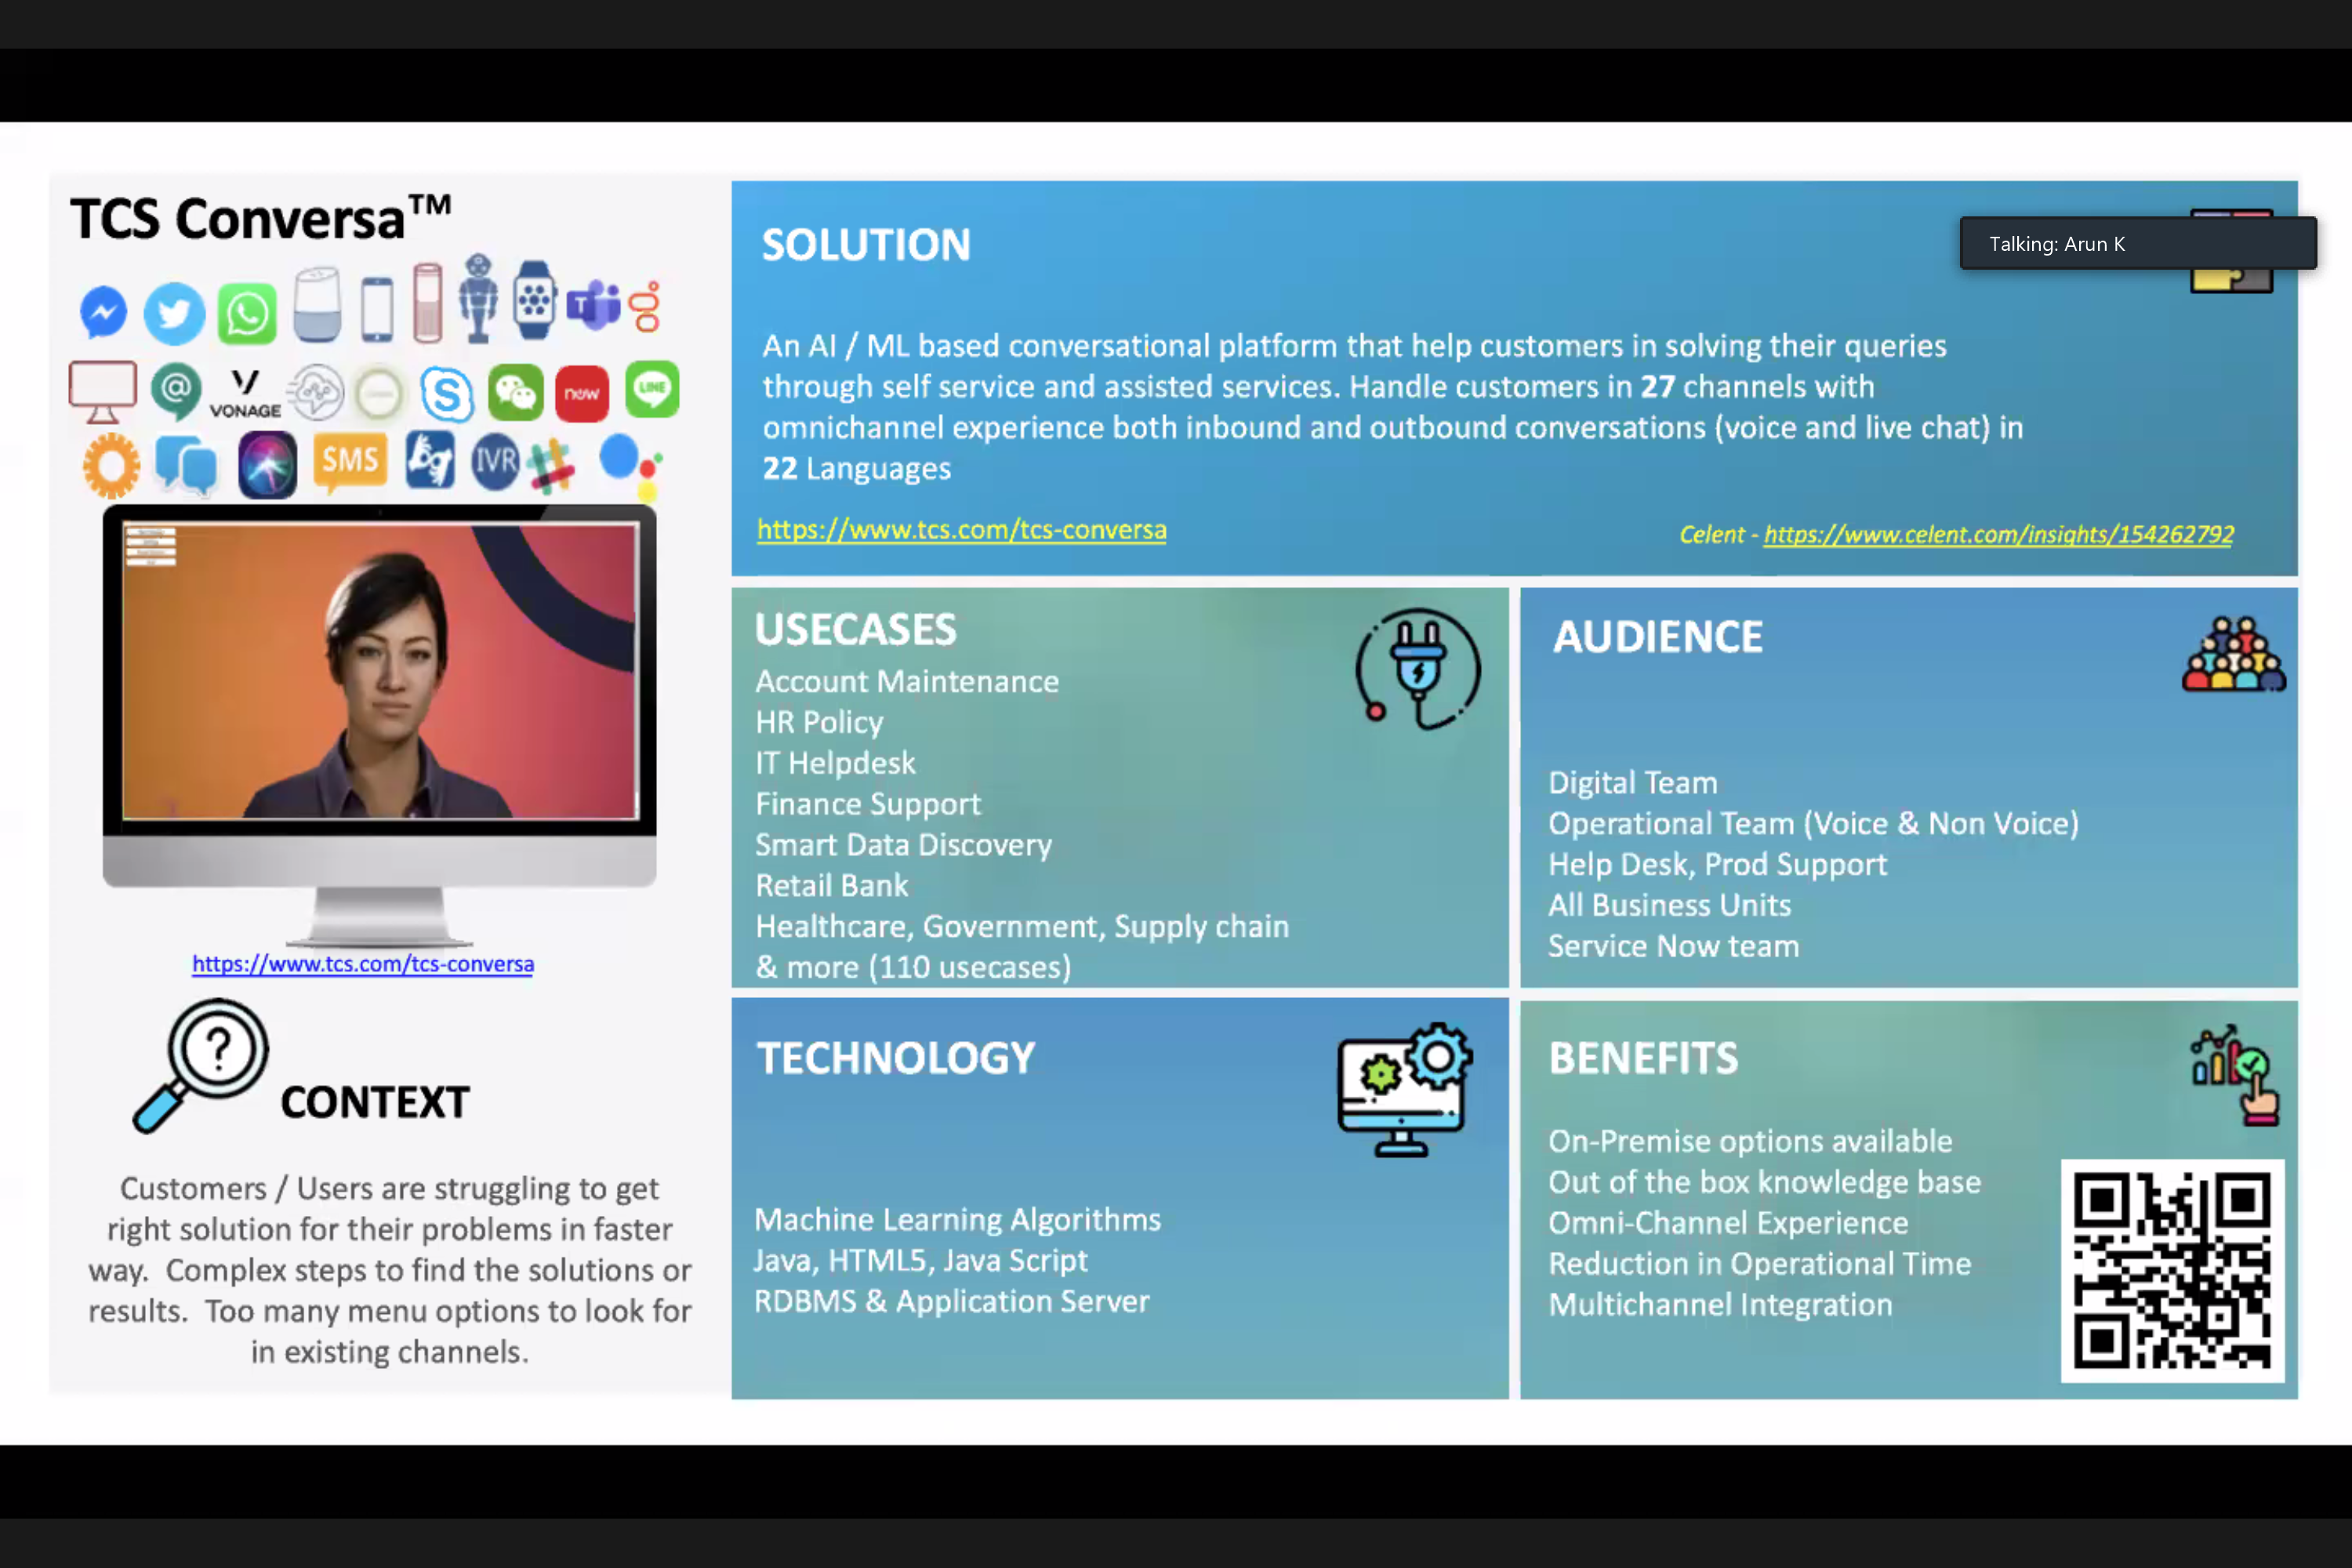 TCS Conversa™
VONAGE
now
LINE
SMS
IVR
https://www.tcs.com/tcs-conversa
CONTEXT
Customers / Users are struggling to get
right solution for their problems in faster
way.  Complex steps to find the solutions or
results.  Too many menu options to look for
in existing channels.
SOLUTION
Talking: Arun K
An AI / ML based conversational platform that help customers in solving their queries
through self service and assisted services. Handle customers in 27 channels with
omnichannel experience both inbound and outbound conversations (voice and live chat) in
22 Languages
https://www.tcs.com/tcs-conversa
Celent - https://www.celent.com/insights/154262792
USECASES
Account Maintenance
HR Policy
IT Helpdesk
Finance Support
Smart Data Discovery
Retail Bank
Healthcare, Government, Supply chain
& more (110 usecases)
AUDIENCE
Digital Team
Operational Team (Voice & Non Voice)
Help Desk, Prod Support
All Business Units
Service Now team
TECHNOLOGY
Machine Learning Algorithms
Java, HTML5, Java Script
RDBMS & Application Server
BENEFITS
On-Premise options available
Out of the box knowledge base
Omni-Channel Experience
Reduction in Operational Time
Multichannel Integration